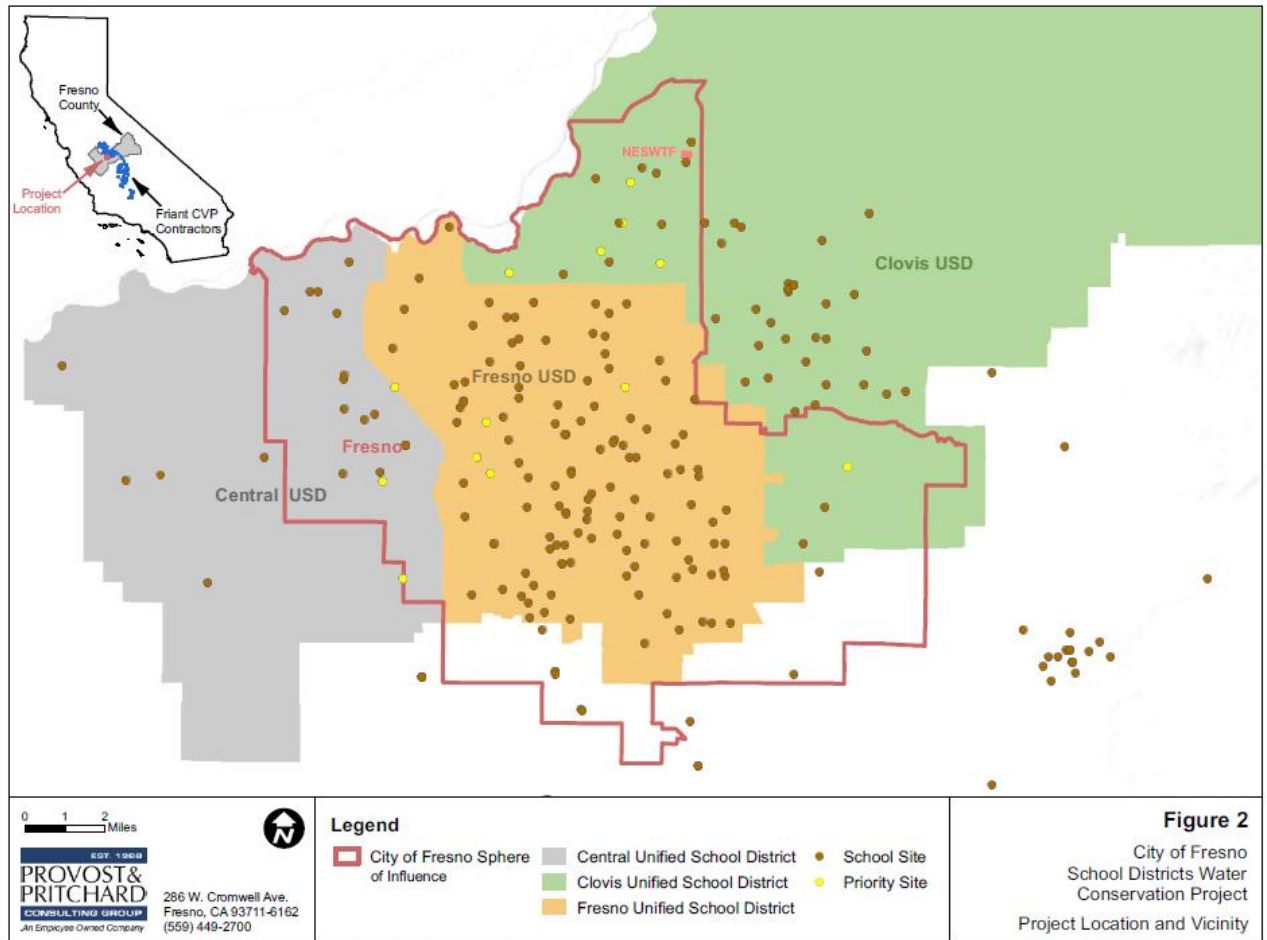 Fresno
County
Project
Location
Friant CVP
Contractors
NESWTF
Clovis USD
Fresno USD
Fresno
Central USD
0 1 2
Miles
N
EST. 1968
PROVOST&
PRITCHARD
CONSULTING GROUP
An Employee Owned Company
286 W. Cromwell Ave.
Fresno, CA 93711-6162
(559) 449-2700
Legend
City of Fresno Sphere
of Influence
Central Unified School District
Clovis Unified School District
Fresno Unified School District
School Site
Priority Site
Figure 2
City of Fresno
School Districts Water
Conservation Project
Project Location and Vicinity